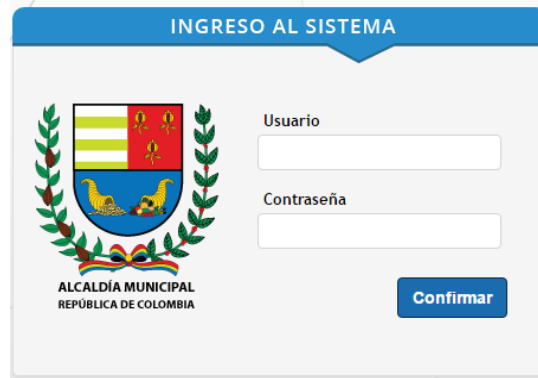 INGRESO AL SISTEMA
Usuario
Contraseña
ALCALDÍA MUNICIPAL
REPÚBLICA DE COLOMBIA
Confirmar